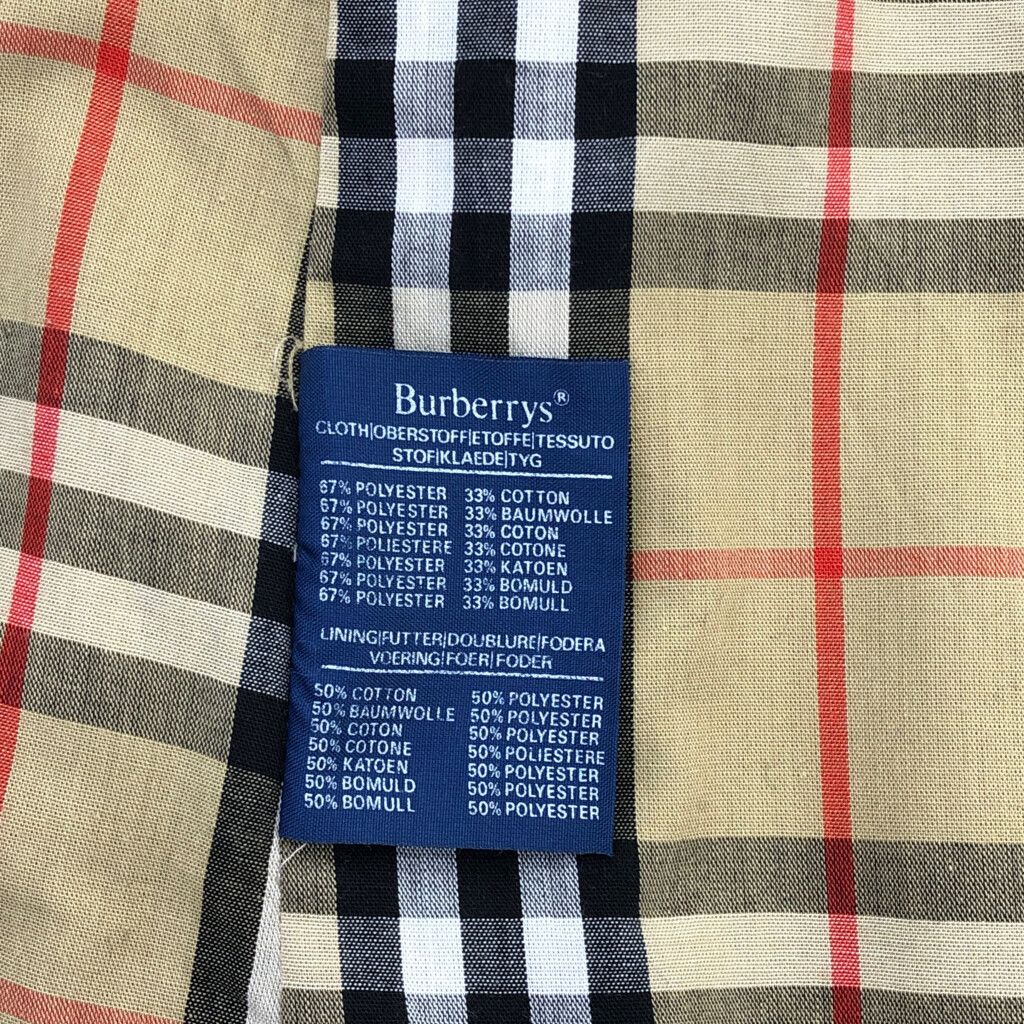 Burberrys®
CLOTH|OBERSTOFF|ETOFFE|TESSUTO
STOF|KLAEDE|TYG
67% POLYESTER 33% COTTON
67% POLYESTER 33% BAUMWOLLE
67% POLYESTER 33% COTON
67% POLIESTERE 33% COTONE
67% POLYESTER 33% KATOEN
67% POLYESTER 33% BOMULD
67% POLYESTER 33% BOMULL
LINING|FUTTER|DOUBLURE|FODERA
VOERING|FOER|FODER
50% COTTON 50% POLYESTER
50% BAUMWOLLE 50% POLYESTER
50% COTON 50% POLYESTER
50% COTONE 50% POLIESTERE
50% KATOEN 50% POLYESTER
50% BOMULD 50% POLYESTER
50% BOMULL 50% POLYESTER